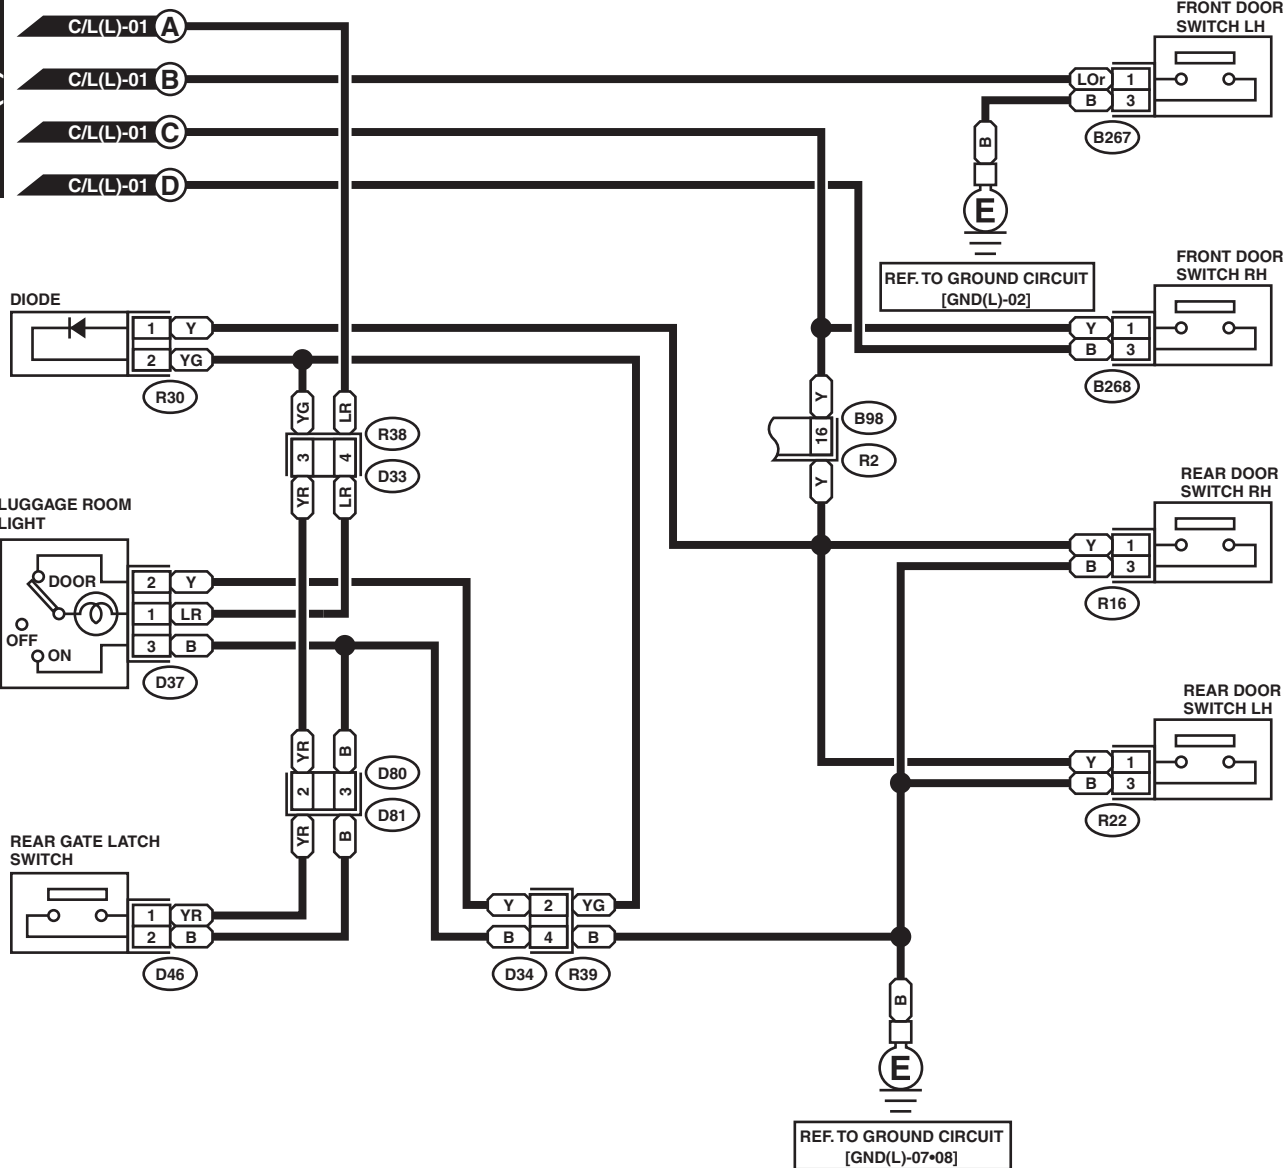 C/L(L)-01 A
C/L(L)-01 B
C/L(L)-01 C
C/L(L)-01 D
FRONT DOOR
SWITCH LH
LOr 1
B 3
B267
B
E
REF. TO GROUND CIRCUIT
[GND(L)-02]
FRONT DOOR
SWITCH RH
Y 1
B 3
B268
DIODE
1 Y
2 YG
R30
YG LR
3 4
YR LR
R38
D33
Y
16
Y
B98
R2
REAR DOOR
SWITCH RH
Y 1
B 3
R16
LUGGAGE ROOM
LIGHT
DOOR
OFF
ON
2 Y
1 LR
3 B
D37
REAR DOOR
SWITCH LH
Y 1
B 3
R22
YR B
2 3
YR B
D80
D81
REAR GATE LATCH
SWITCH
1 YR
2 B
D46
Y 2 YG
B 4 B
D34 R39
B
E
REF. TO GROUND CIRCUIT
[GND(L)-07•08]